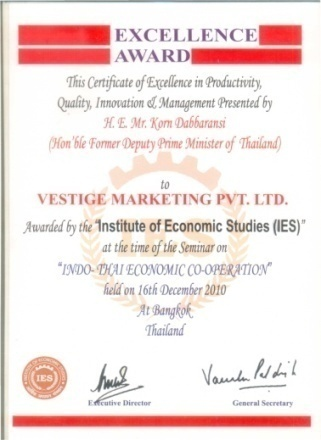 EXCELLENCE
AWARD
This Certificate of Excellence in Productivity,
Quality, Innovation & Management Presented by
H. E. Mr. Korn Dabbaransi
(Hon'ble Former Deputy Prime Minister of Thailand)
to
VESTIGE MARKETING PVT. LTD.
Awarded by the "Institute of Economic Studies (IES)"
at the time of the Seminar on
"INDO- THAI ECONOMIC CO-OPERATION"
held on 16th December 2010
At Bangkok
Thailand
IES
Executive Director
General Secretary